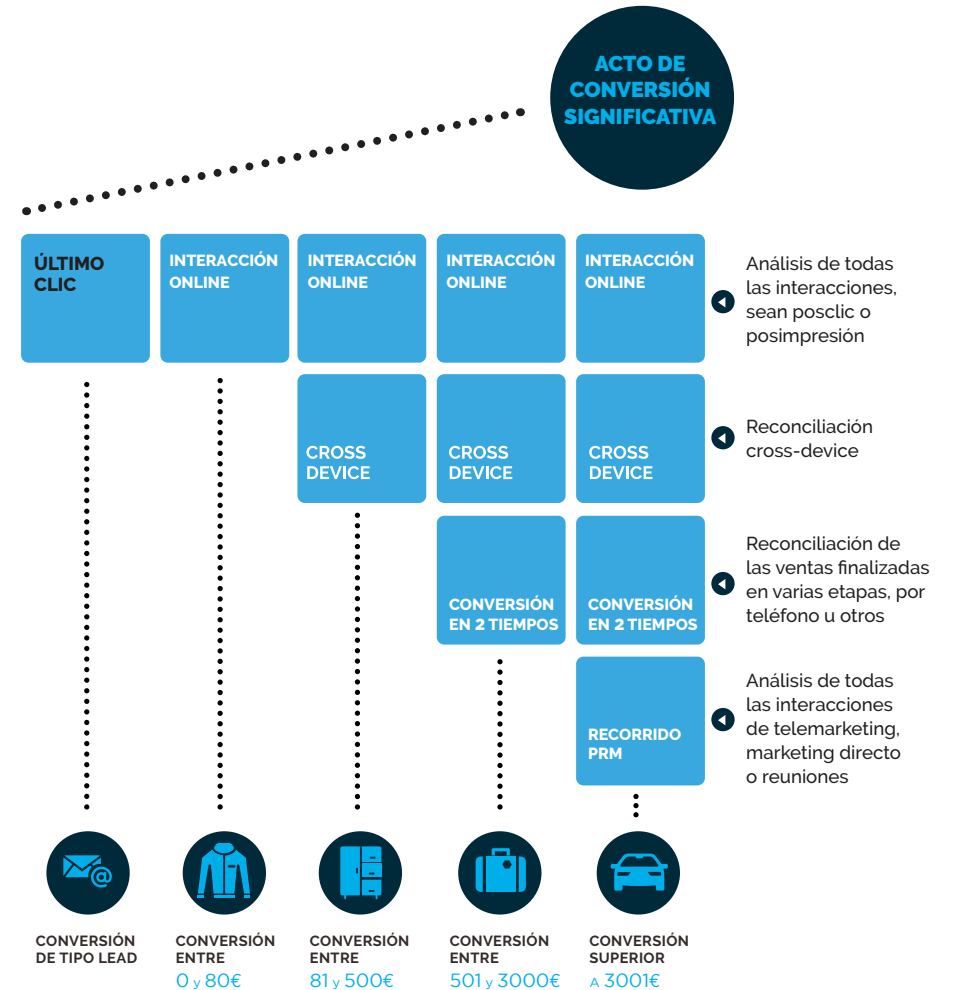 ACTO DE
CONVERSIÓN
SIGNIFICATIVA
ÚLTIMO
CLIC
INTERACCIÓN
ONLINE
INTERACCIÓN
ONLINE
INTERACCIÓN
ONLINE
INTERACCIÓN
ONLINE
Análisis de todas
las interacciones,
sean posclic o
posimpresión
CROSS
DEVICE
CROSS
DEVICE
CROSS
DEVICE
Reconciliación
cross-device
CONVERSIÓN
EN 2 TIEMPOS
CONVERSIÓN
EN 2 TIEMPOS
Reconciliación de
las ventas finalizadas
en varias etapas, por
teléfono u otros
RECORRIDO
PRM
Análisis de todas
las interacciones
de telemarketing,
marketing directo
o reuniones
@
CONVERSIÓN
DE TIPO LEAD
CONVERSIÓN
ENTRE
0 y 80€
CONVERSIÓN
ENTRE
81 y 500€
CONVERSIÓN
ENTRE
501 y 3000€
CONVERSIÓN
SUPERIOR
A 3001€